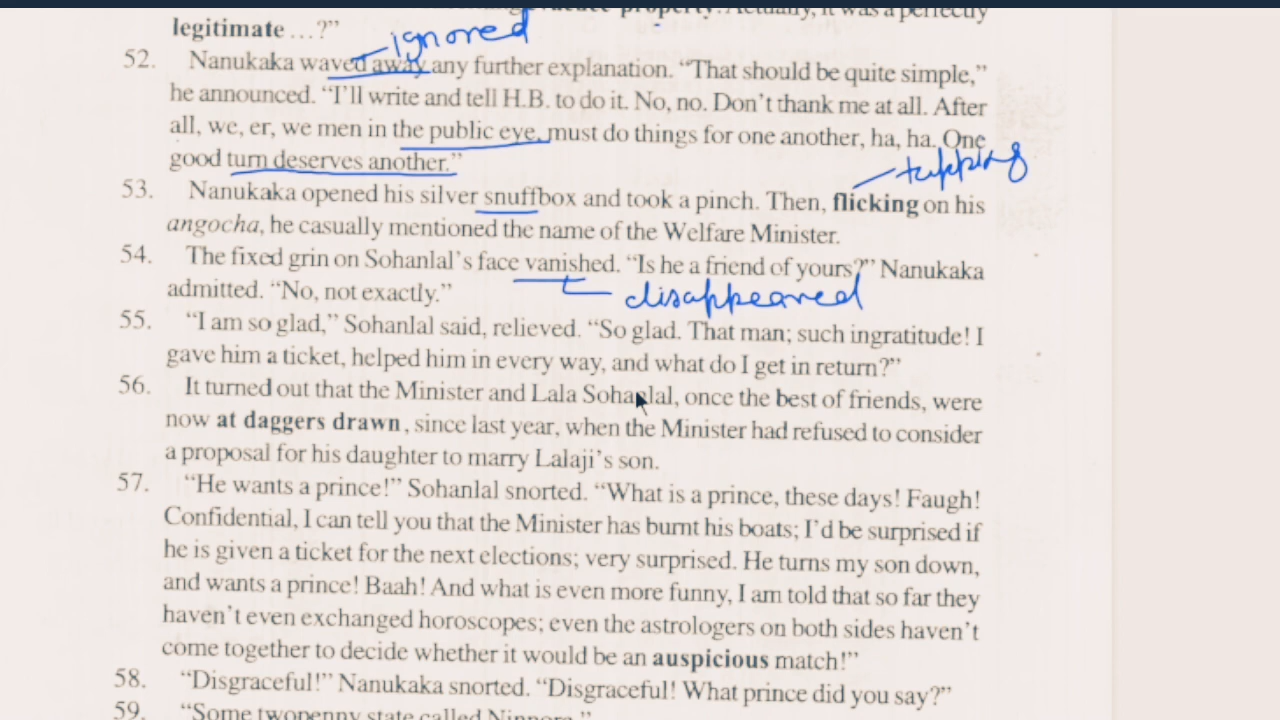 evacuee property. Actually, it was a perfectly
legitimate ...?"
ignored
52. Nanukaka waved away any further explanation. "That should be quite simple,"
he announced. "I'll write and tell H.B. to do it. No, no. Don't thank me at all. After
all, we, er, we men in the public eye, must do things for one another, ha, ha. One
good turn deserves another."
tapping
53. Nanukaka opened his silver snuffbox and took a pinch. Then, flicking on his
angocha, he casually mentioned the name of the Welfare Minister.
54. The fixed grin on Sohanlal's face vanished. "Is he a friend of yours?" Nanukaka
admitted. "No, not exactly."
disappeared
55. "I am so glad," Sohanlal said, relieved. "So glad. That man; such ingratitude! I
gave him a ticket, helped him in every way, and what do I get in return?"
56. It turned out that the Minister and Lala Sohanlal, once the best of friends, were
now at daggers drawn, since last year, when the Minister had refused to consider
a proposal for his daughter to marry Lalaji's son.
57. "He wants a prince!" Sohanlal snorted. "What is a prince, these days! Faugh!
Confidential, I can tell you that the Minister has burnt his boats; I'd be surprised if
he is given a ticket for the next elections; very surprised. He turns my son down,
and wants a prince! Baah! And what is even more funny, I am told that so far they
haven't even exchanged horoscopes; even the astrologers on both sides haven't
come together to decide whether it would be an auspicious match!"
58. "Disgraceful!" Nanukaka snorted. "Disgraceful! What prince did you say?"
59. "Some twopenny state called Ninnore."